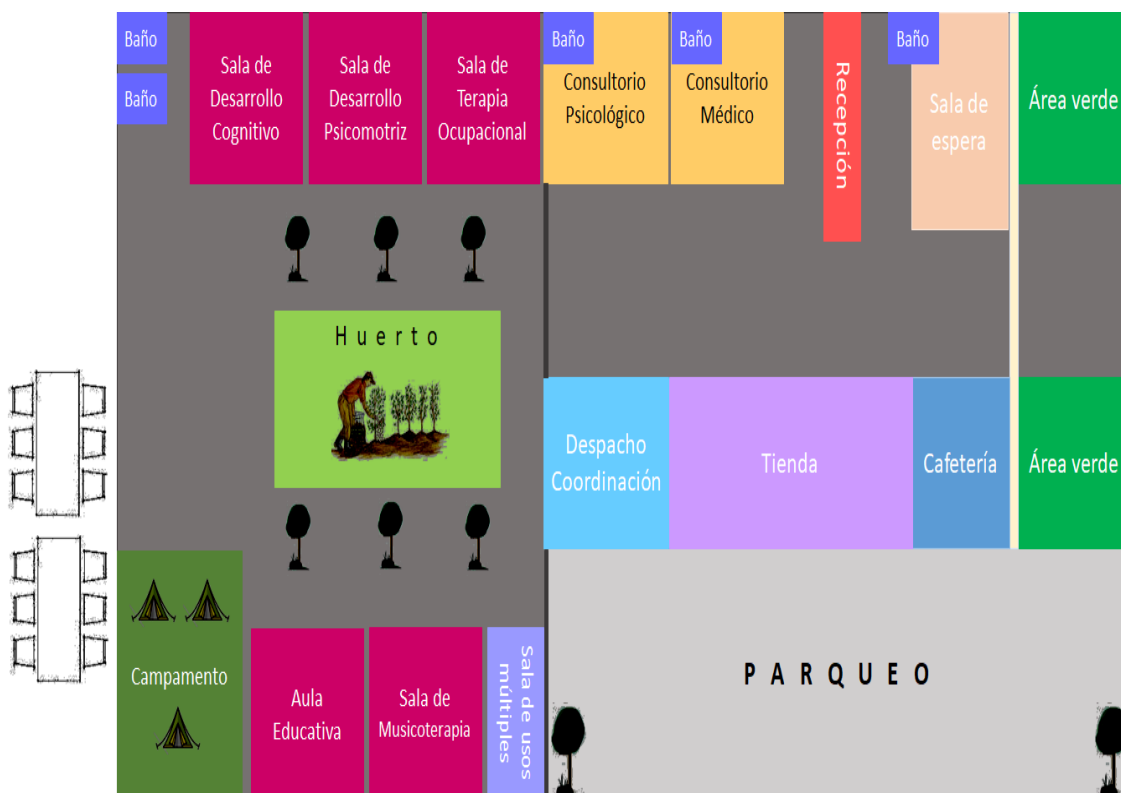 Baño
Baño
Sala de
Desarrollo
Cognitivo
Sala de
Desarrollo
Psicomotriz
Sala de
Terapia
Ocupacional
Baño
Consultorio
Psicológico
Baño
Consultorio
Médico
Recepción
Baño
Sala de
espera
Área verde
Huerto
Despacho
Coordinación
Tienda
Cafetería
Área verde
Campamento
Aula
Educativa
Sala de
Musicoterapia
Sala de usos
múltiples
PARQUEO